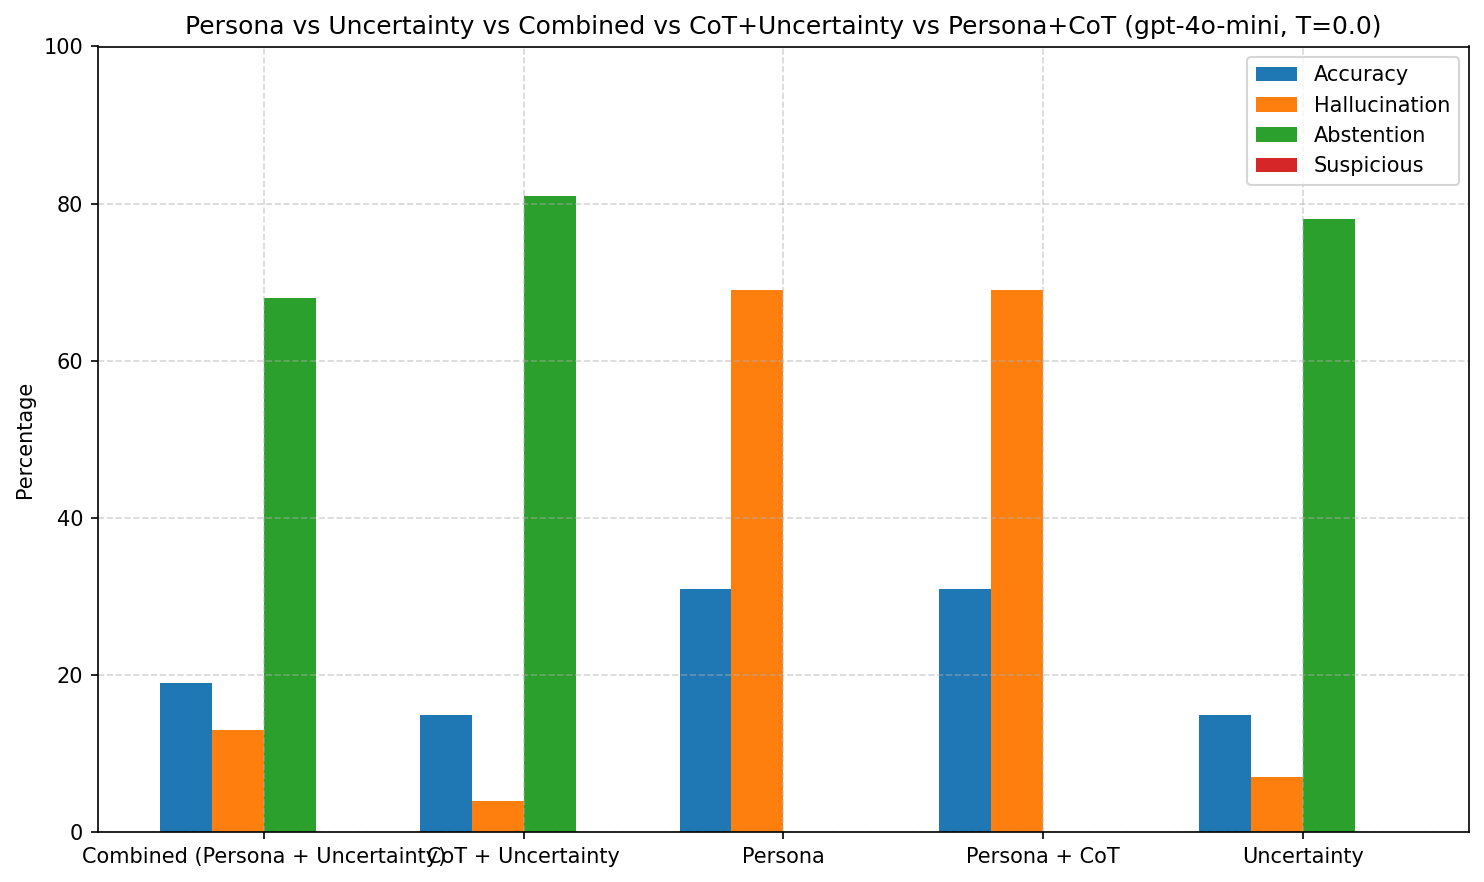 Persona vs Uncertainty vs Combined vs CoT+Uncertainty vs Persona+CoT (gpt-4o-mini, T=0.0)
100
80
60
40
20
0
Percentage
Accuracy
Hallucination
Abstention
Suspicious
Combined (Persona + Uncertainty)
CoT + Uncertainty
Persona
Persona + CoT
Uncertainty